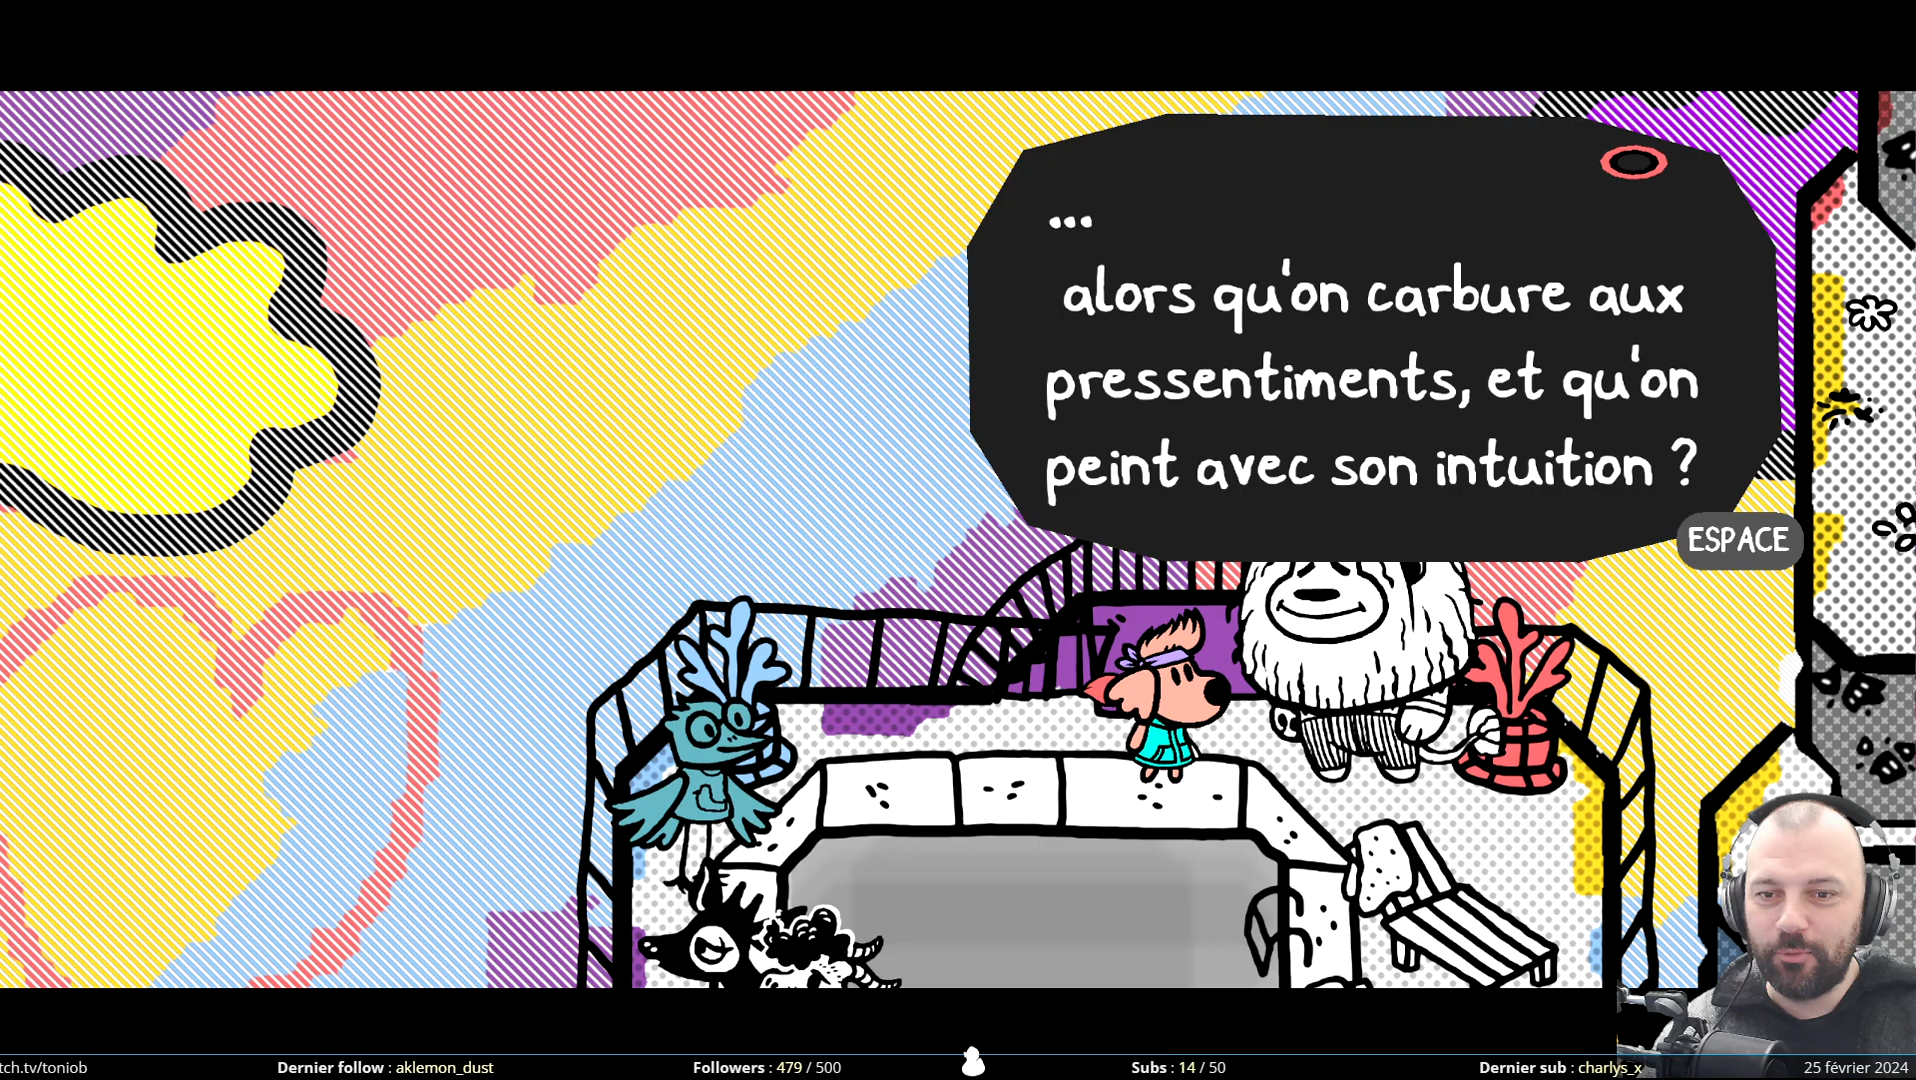 ...
alors qu'on carbure aux
pressentiments, et qu'on
peint avec son intuition ?
ESPACE
tch.tv/toniob
Dernier follow : aklemon_dust
Followers : 479 / 500
Subs : 14 / 50
Dernier sub : charlys_x
25 février 2024